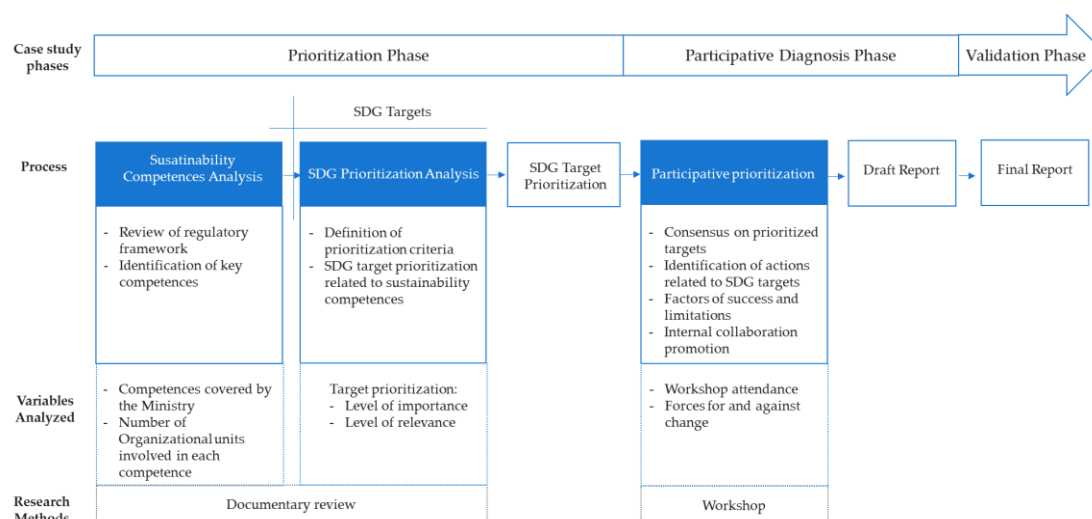 Case study
phases
Prioritization Phase
Participative Diagnosis Phase
Validation Phase
SDG Targets
Process
Susatinability
Competences Analysis
SDG Prioritization Analysis
SDG Target
Prioritization
Participative prioritization
Draft Report
Final Report
- Review of regulatory
framework
- Identification of key
competences
- Definition of
prioritization criteria
- SDG target prioritization
related to sustainability
competences
- Consensus on prioritized
targets
- Identification of actions
related to SDG targets
- Factors of success and
limitations
- Internal collaboration
promotion
Variables
Analyzed
- Competences covered by
the Ministry
- Number of
Organizational units
involved in each
competence
Target prioritization:
- Level of importance
- Level of relevance
- Workshop attendance
- Forces for and against
change
Research
Methods
Documentary review
Workshop